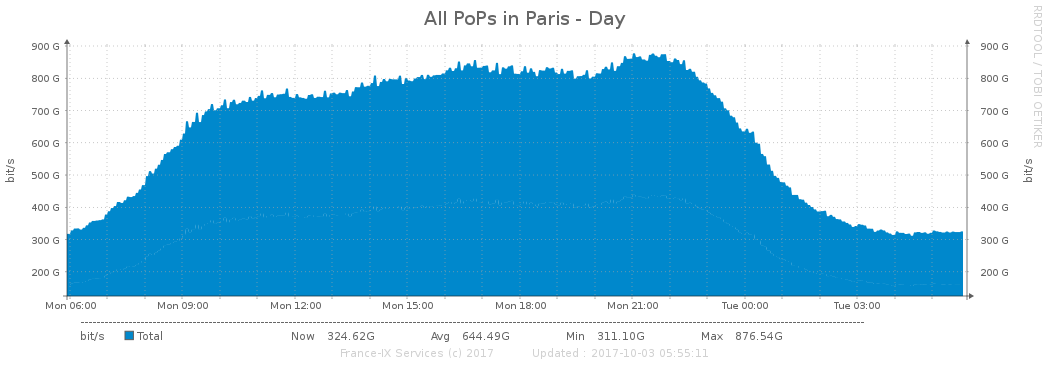 All PoPs in Paris - Day
RRDTOOL / TOBI OETIKER
900 G 900 G
800 G 800 G
700 G 700 G
600 G 600 G
500 G 500 G
400 G 400 G
300 G 300 G
200 G 200 G
bit/s bit/s
Mon 06:00 Mon 09:00 Mon 12:00 Mon 15:00 Mon 18:00 Mon 21:00 Tue 00:00 Tue 03:00
bit/s Total Now 324.62G Avg 644.49G Min 311.10G Max 876.54G
France-IX Services (c) 2017 Updated : 2017-10-03 05:55:11